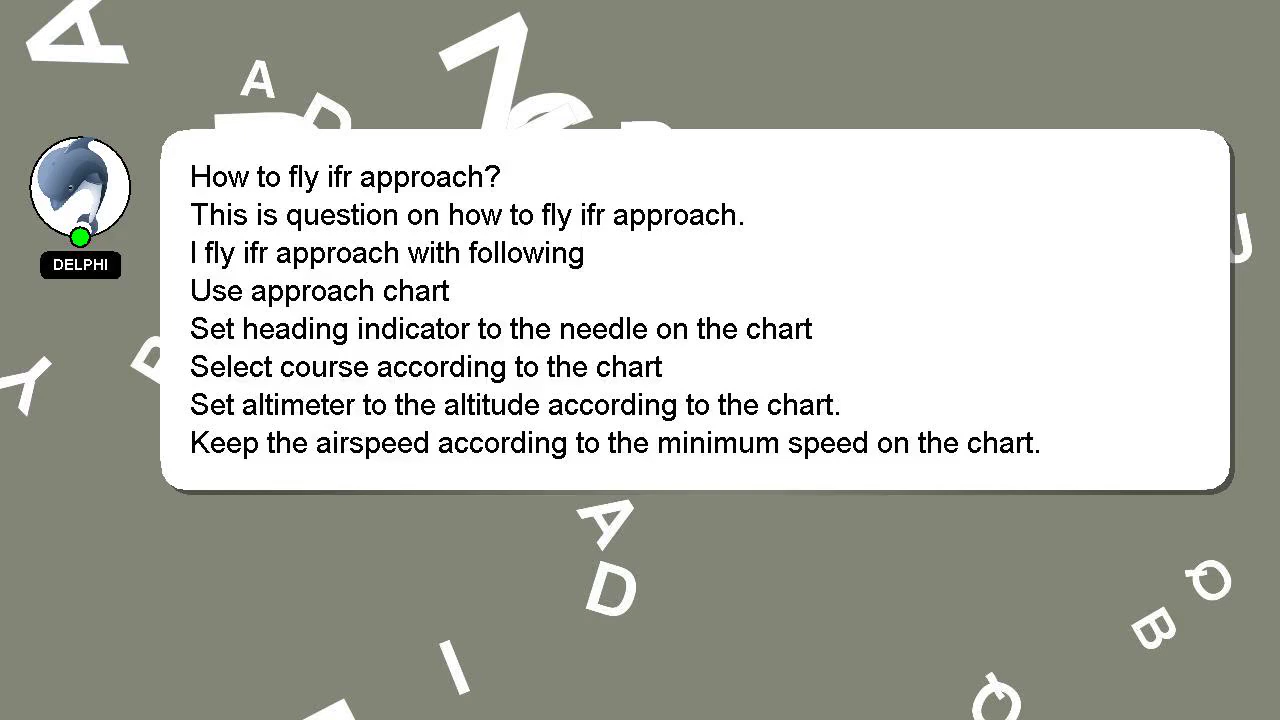 How to fly ifr approach?
This is question on how to fly ifr approach.
I fly ifr approach with following
Use approach chart
Set heading indicator to the needle on the chart
Select course according to the chart
Set altimeter to the altitude according to the chart.
Keep the airspeed according to the minimum speed on the chart.
DELPHI
A
A
D
Z
J
Y
A
D
B
Q
I
Q